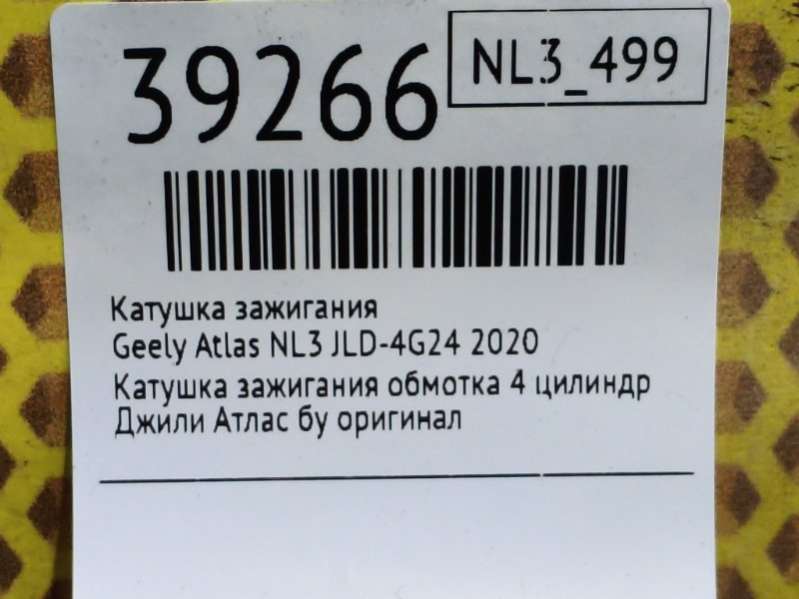 39266
NL3_499
Катушка зажигания
Geely Atlas NL3 JLD-4G24 2020
Катушка зажигания обмотка 4 цилиндр
Джили Атлас бу оригинал